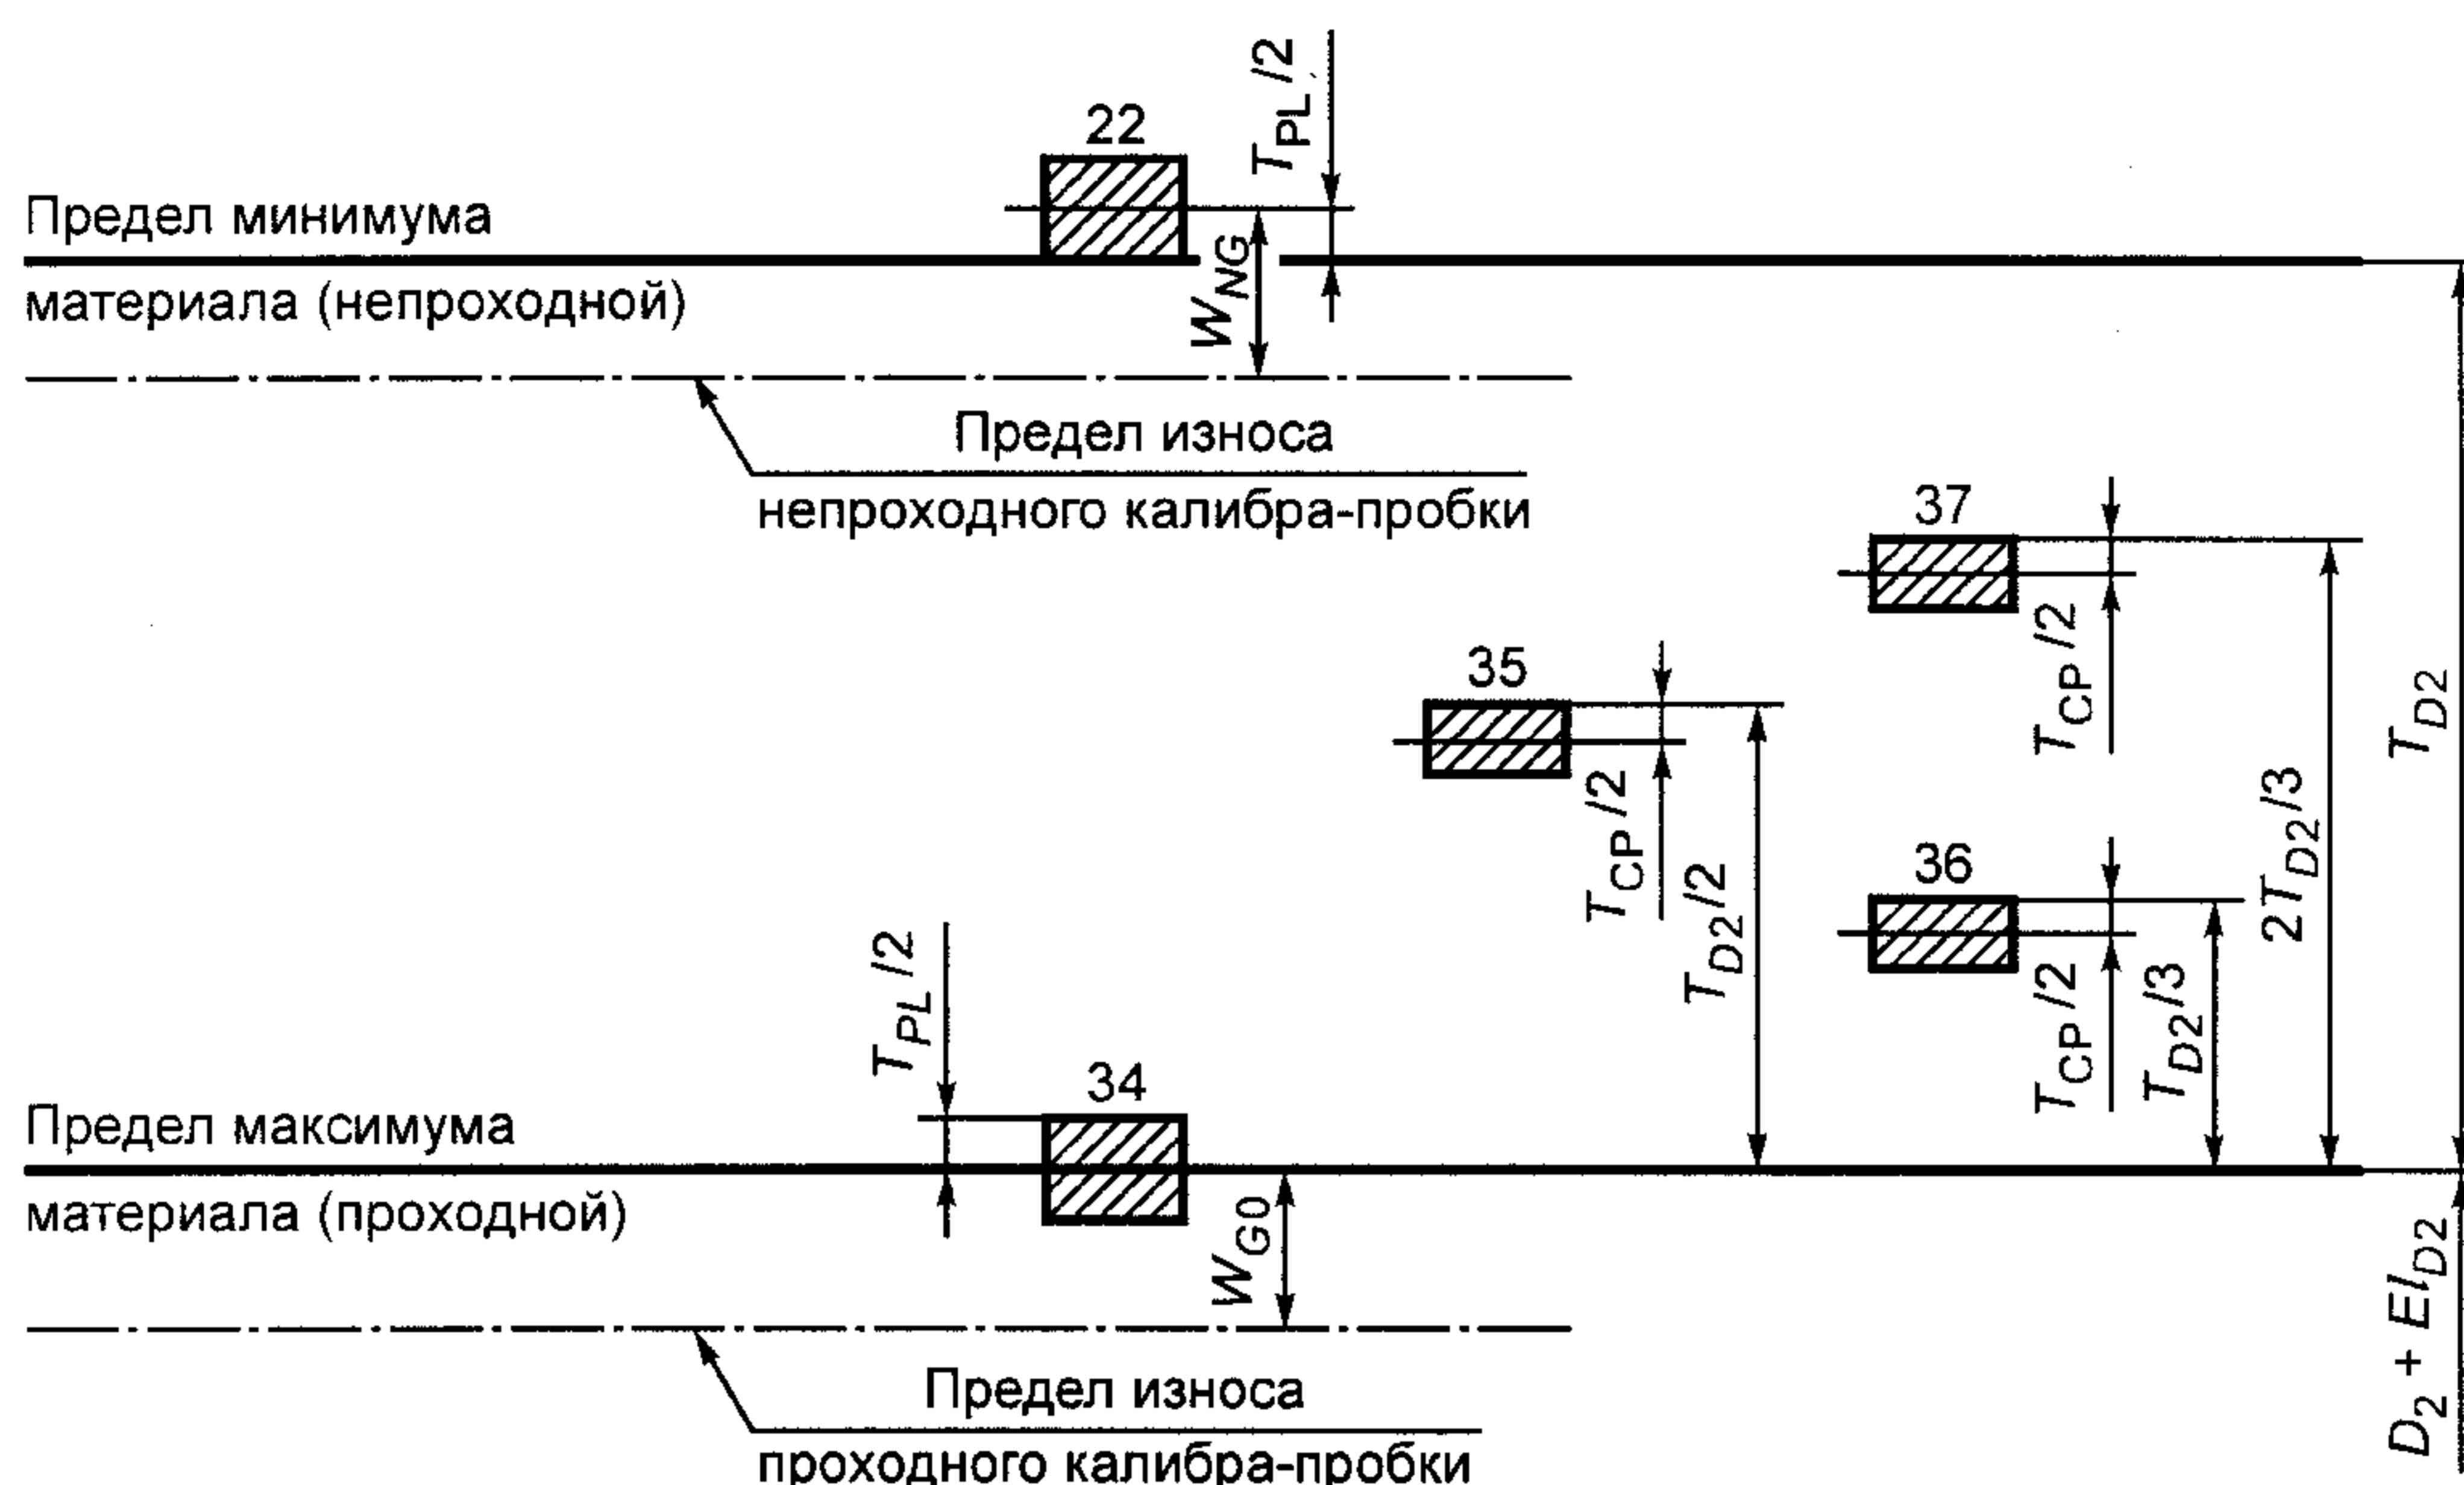 22
T_PL/2
Предел минимума
материала (непроходной)
W_NG
Предел износа
непроходного калибра-пробки
37
T_CP/2
35
T_CP/2
T_D2/2
36
T_CP/2
T_D2/3
2T_D2/3
T_D2
T_PL/2
34
Предел максимума
материала (проходной)
W_G0
Предел износа
проходного калибра-пробки
D_2 + EI_D2